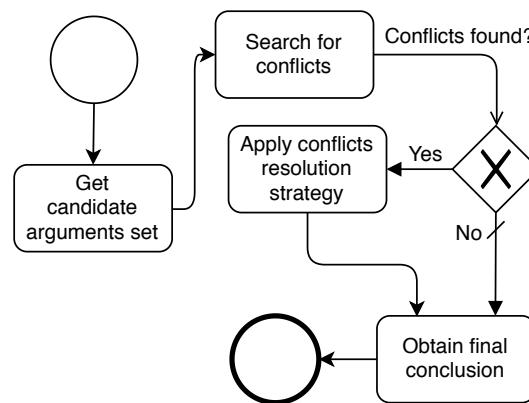 Search for
conflicts
Conflicts found?
Get
candidate
arguments set
Apply conflicts
resolution
strategy
Yes
No
Obtain final
conclusion